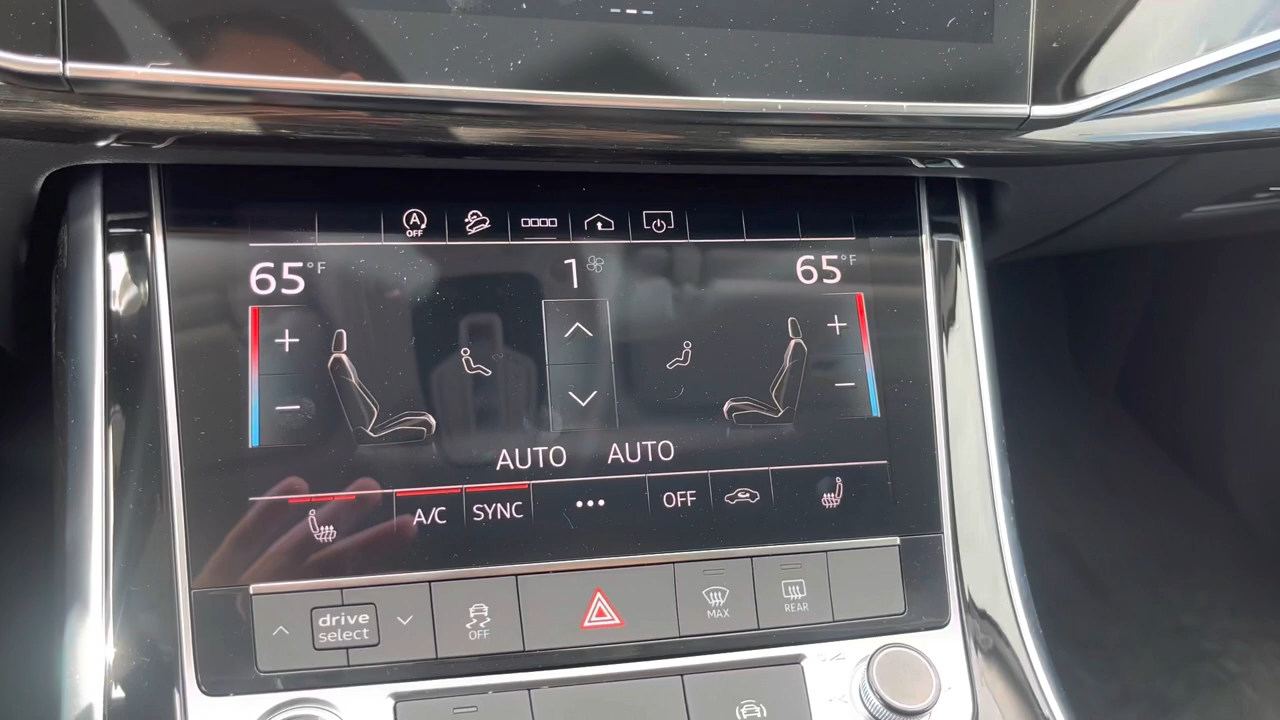 A
OFF
65°F
1
65°F
AUTO AUTO
A/C SYNC ••• OFF
drive
select
OFF
MAX
REAR